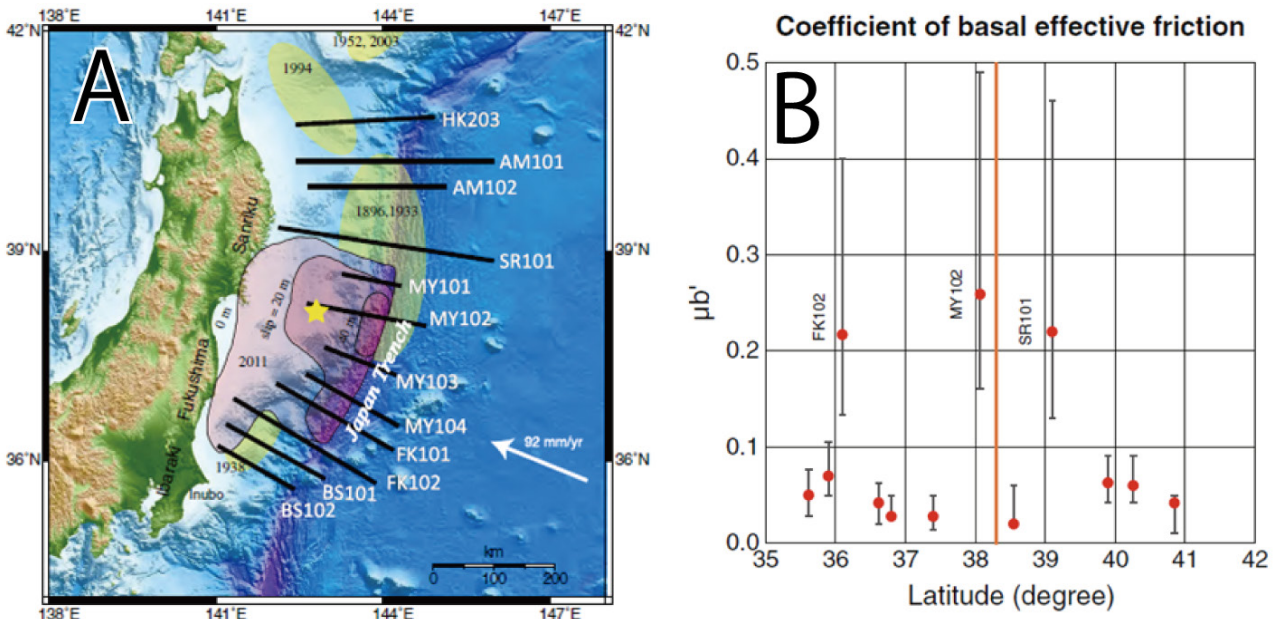 138˚E
141˚E
144˚E
147˚E
42˚N
42˚N
A
1952, 2003
1994
HK203
AM101
AM102
1896,1933
Sanriku
39˚N
39˚N
SR101
MY101
slip = 20 m
0 m
MY102
40 m
2011
Fukushima
MY103
Japan Trench
MY104
FK101
92 mm/yr
36˚N
36˚N
1938
FK102
Ibaraki
Inubo
BS101
BS102
km
0 100 200
138˚E
141˚E
144˚E
147˚E
Coefficient of basal effective friction
B
0.5
0.4
0.3
0.2
0.1
0.0
μb'
FK102
MY102
SR101
35 36 37 38 39 40 41 42
Latitude (degree)